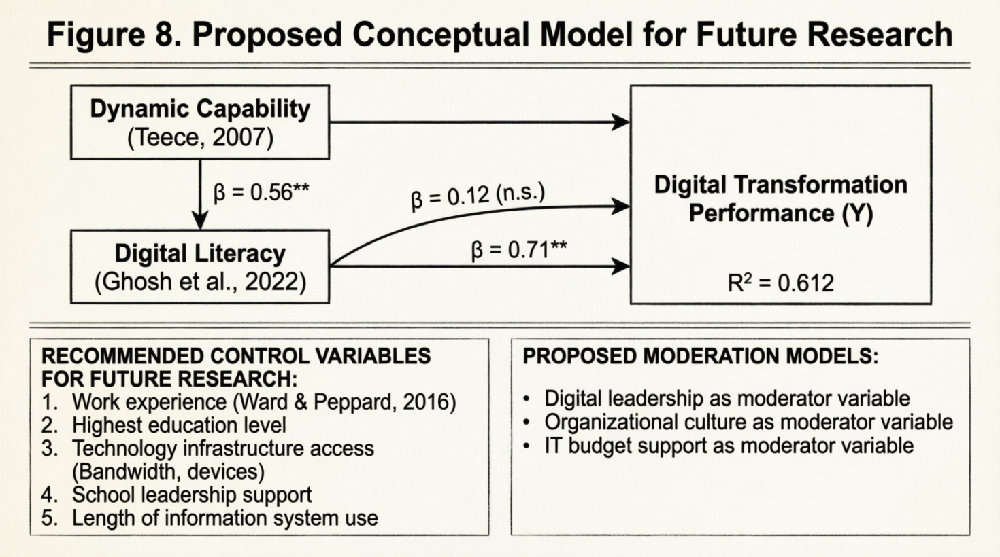 Figure 8. Proposed Conceptual Model for Future Research
Dynamic Capability
(Teece, 2007)
β = 0.56**
Digital Literacy
(Ghosh et al., 2022)
β = 0.12 (n.s.)
β = 0.71**
Digital Transformation
Performance (Y)
R² = 0.612
RECOMMENDED CONTROL VARIABLES
FOR FUTURE RESEARCH:
1. Work experience (Ward & Peppard, 2016)
2. Highest education level
3. Technology infrastructure access
(Bandwidth, devices)
4. School leadership support
5. Length of information system use
PROPOSED MODERATION MODELS:
• Digital leadership as moderator variable
• Organizational culture as moderator variable
• IT budget support as moderator variable